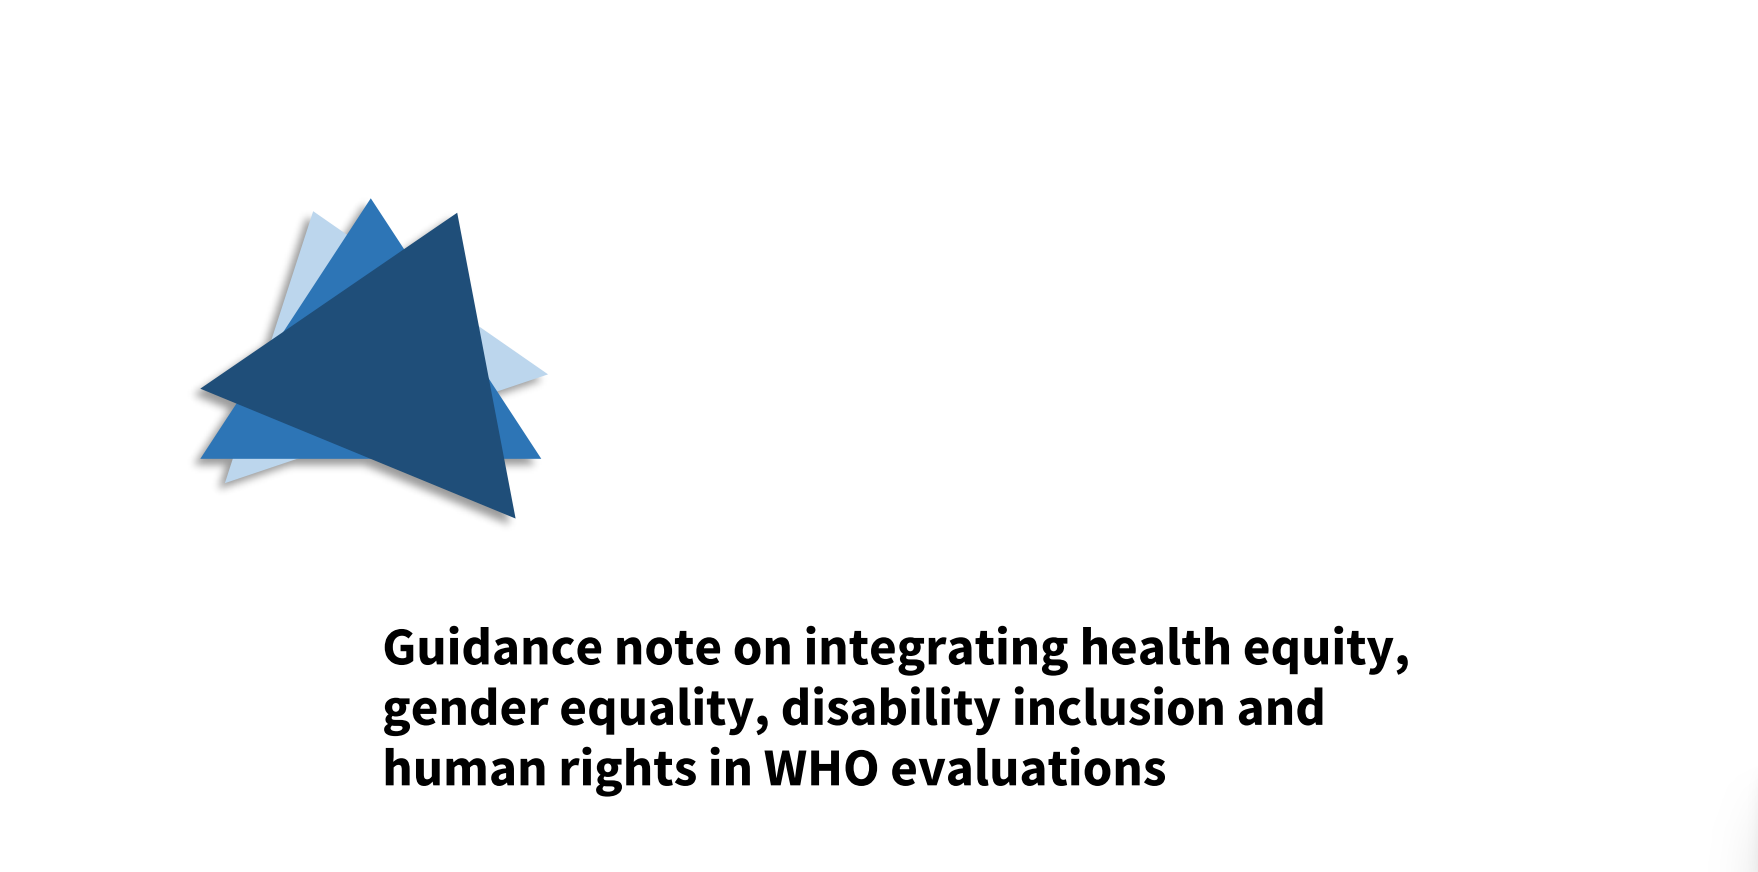 Guidance note on integrating health equity,
gender equality, disability inclusion and
human rights in WHO evaluations